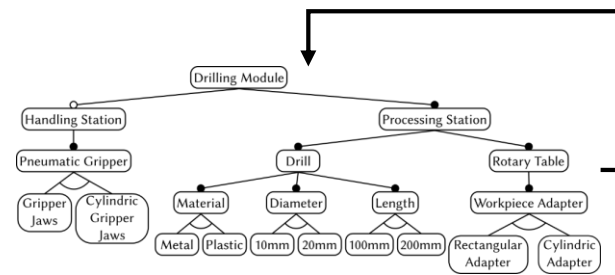 Drilling Module
Handling Station
Processing Station
Pneumatic Gripper
Drill
Rotary Table
Gripper
Jaws
Cylindric
Gripper
Jaws
Material
Diameter
Length
Workpiece Adapter
Metal
Plastic
10mm
20mm
100mm
200mm
Rectangular
Adapter
Cylindric
Adapter